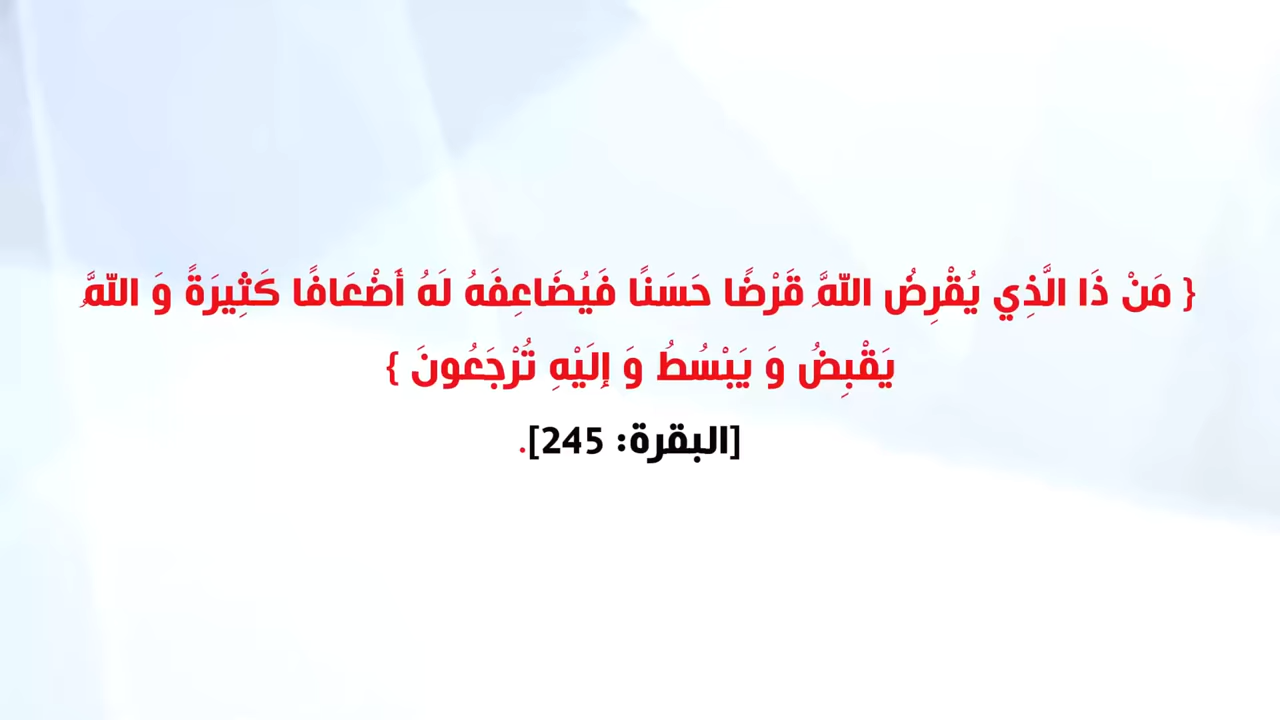 { مَنْ ذَا الَّذِي يُقْرِضُ اللَّهَ قَرْضًا حَسَنًا فَيُضَاعِفَهُ لَهُ أَضْعَافًا كَثِيرَةً وَ اللَّهُ
يَقْبِضُ وَ يَبْسُطُ وَ إِلَيْهِ تُرْجَعُونَ }
[البقرة: 245].